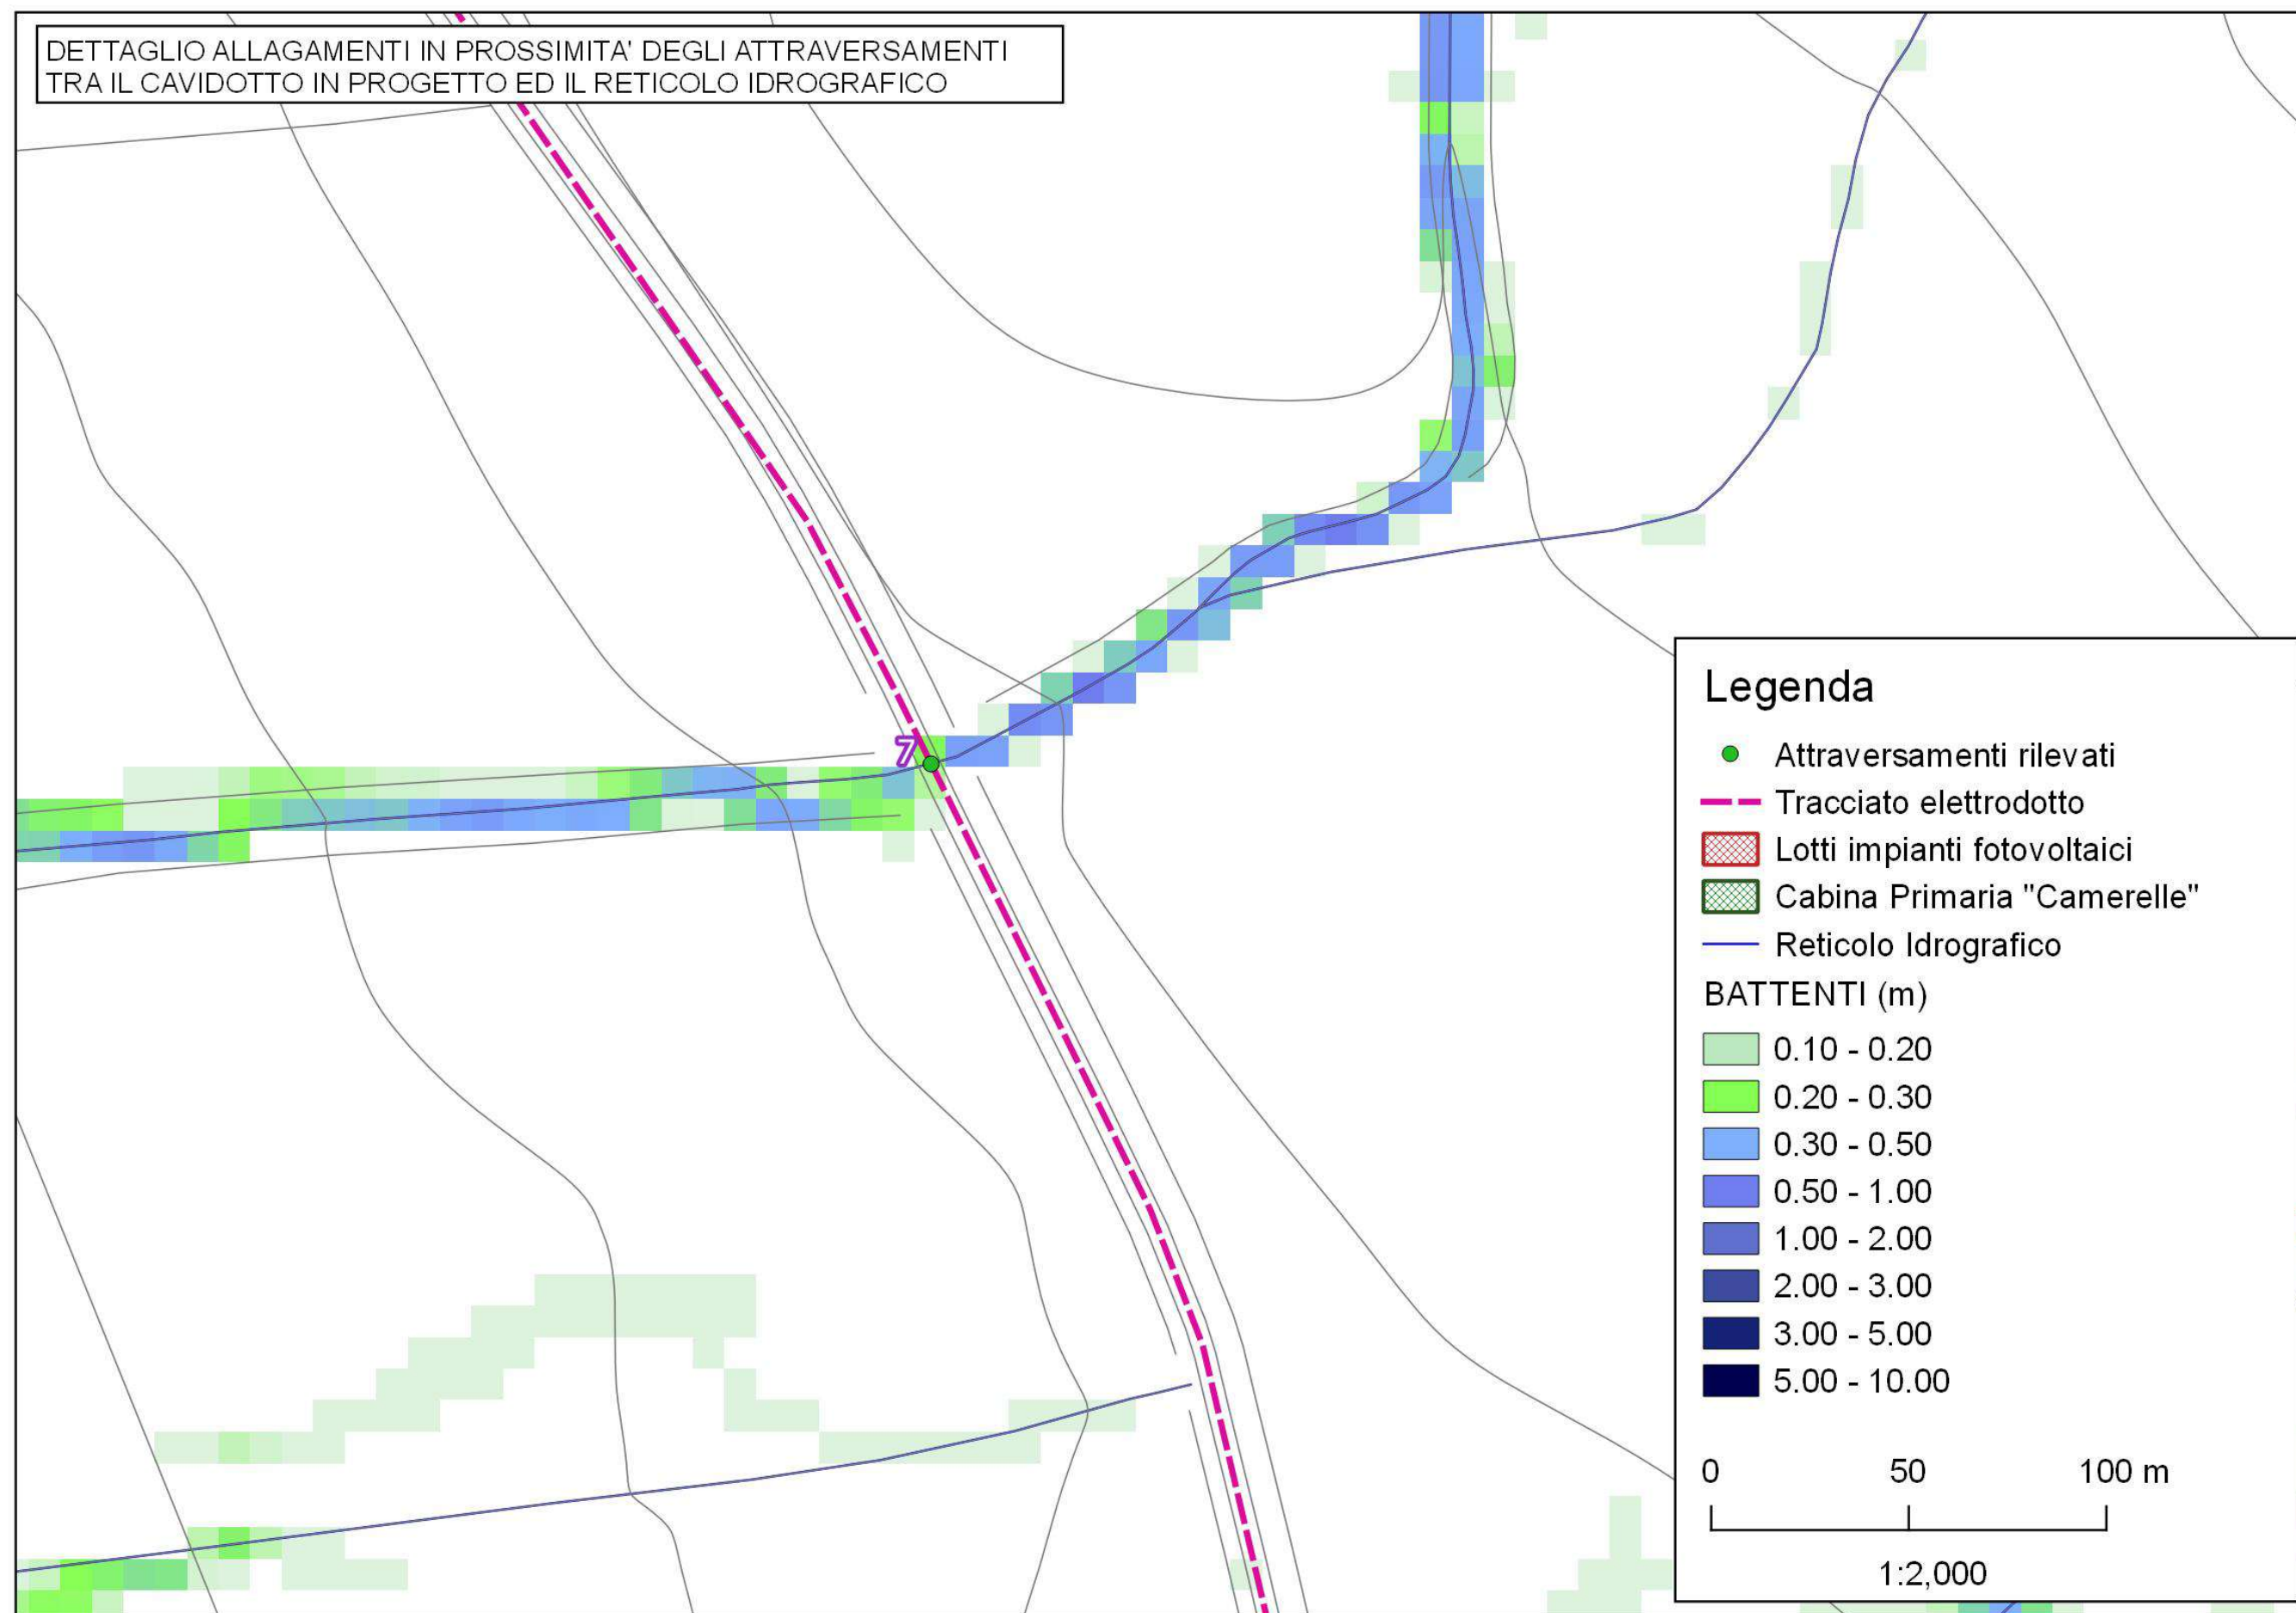 DETTAGLIO ALLAGAMENTI IN PROSSIMITA' DEGLI ATTRAVERSAMENTI
TRA IL CAVIDOTTO IN PROGETTO ED IL RETICOLO IDROGRAFICO
7
Legenda
Attraversamenti rilevati
Tracciato elettrodotto
Lotti impianti fotovoltaici
Cabina Primaria "Camerelle"
Reticolo Idrografico
BATTENTI (m)
0.10 - 0.20
0.20 - 0.30
0.30 - 0.50
0.50 - 1.00
1.00 - 2.00
2.00 - 3.00
3.00 - 5.00
5.00 - 10.00
0 50 100 m
1:2,000